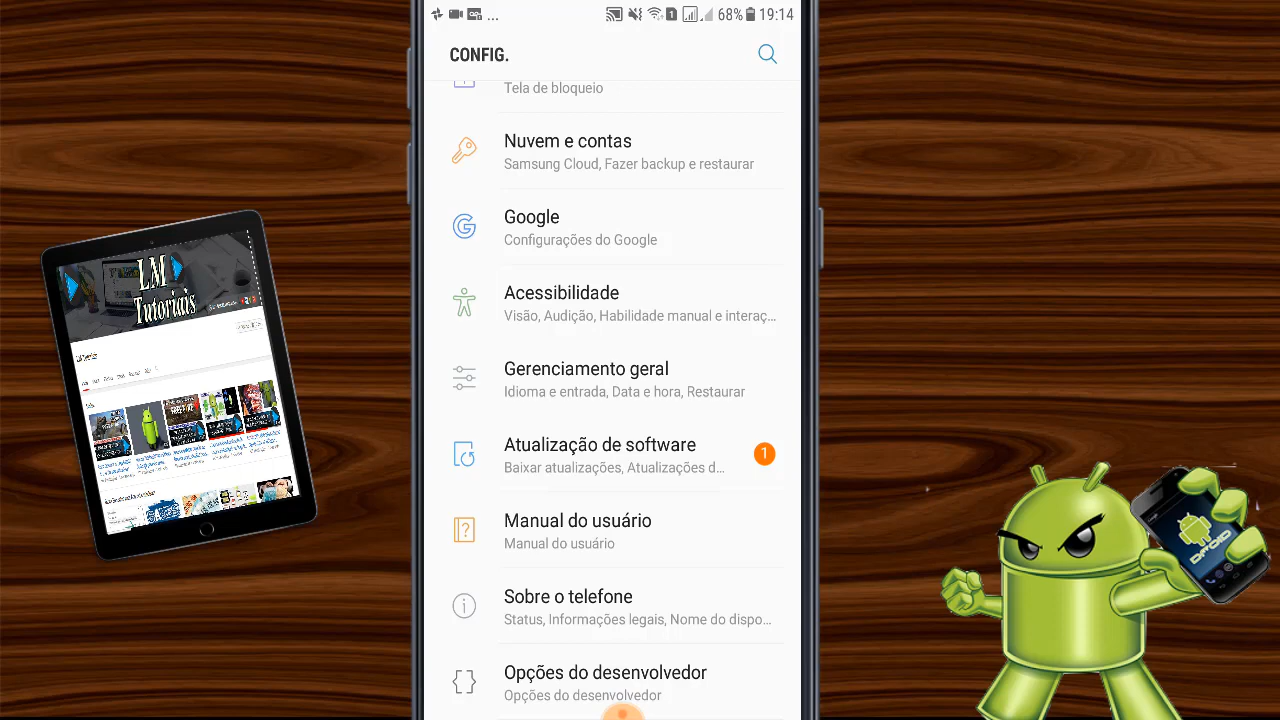 ... 1 68% 19:14
CONFIG.
Tela de bloqueio
Nuvem e contas
Samsung Cloud, Fazer backup e restaurar
Google
Configurações do Google
Acessibilidade
Visão, Audição, Habilidade manual e interaç...
Gerenciamento geral
Idioma e entrada, Data e hora, Restaurar
Atualização de software
1
Baixar atualizações, Atualizações d...
Manual do usuário
Manual do usuário
Sobre o telefone
Status, Informações legais, Nome do dispo...
Opções do desenvolvedor
Opções do desenvolvedor
LM
Tutoriais
DROID